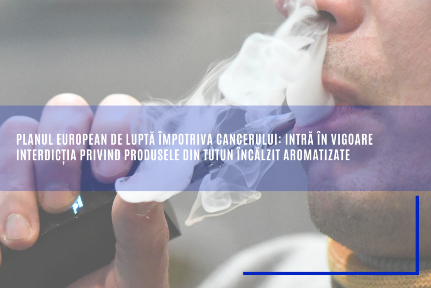 PLANUL EUROPEAN DE LUPTĂ ÎMPOTRIVA CANCERULUI: INTRĂ ÎN VIGOARE
INTERDICȚIA PRIVIND PRODUSELE DIN TUTUN ÎNCĂLZIT AROMATIZATE